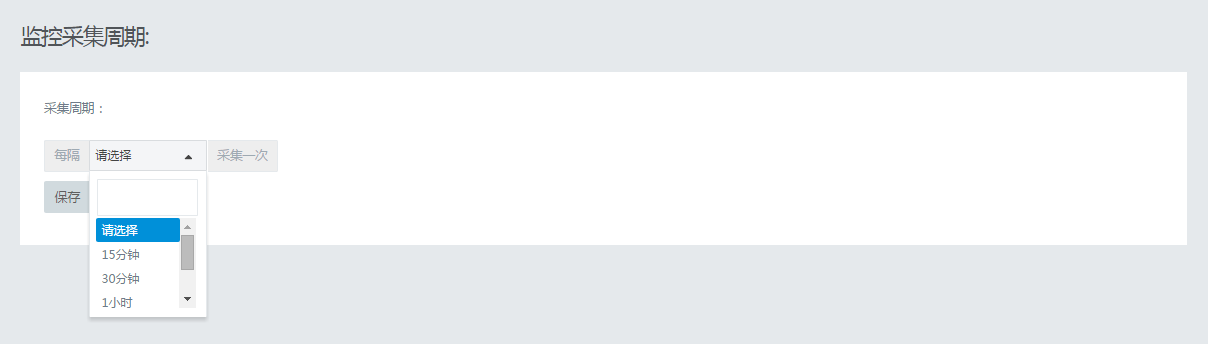 监控采集周期:
采集周期：
每隔 请选择 采集一次
保存
请选择
15分钟
30分钟
1小时